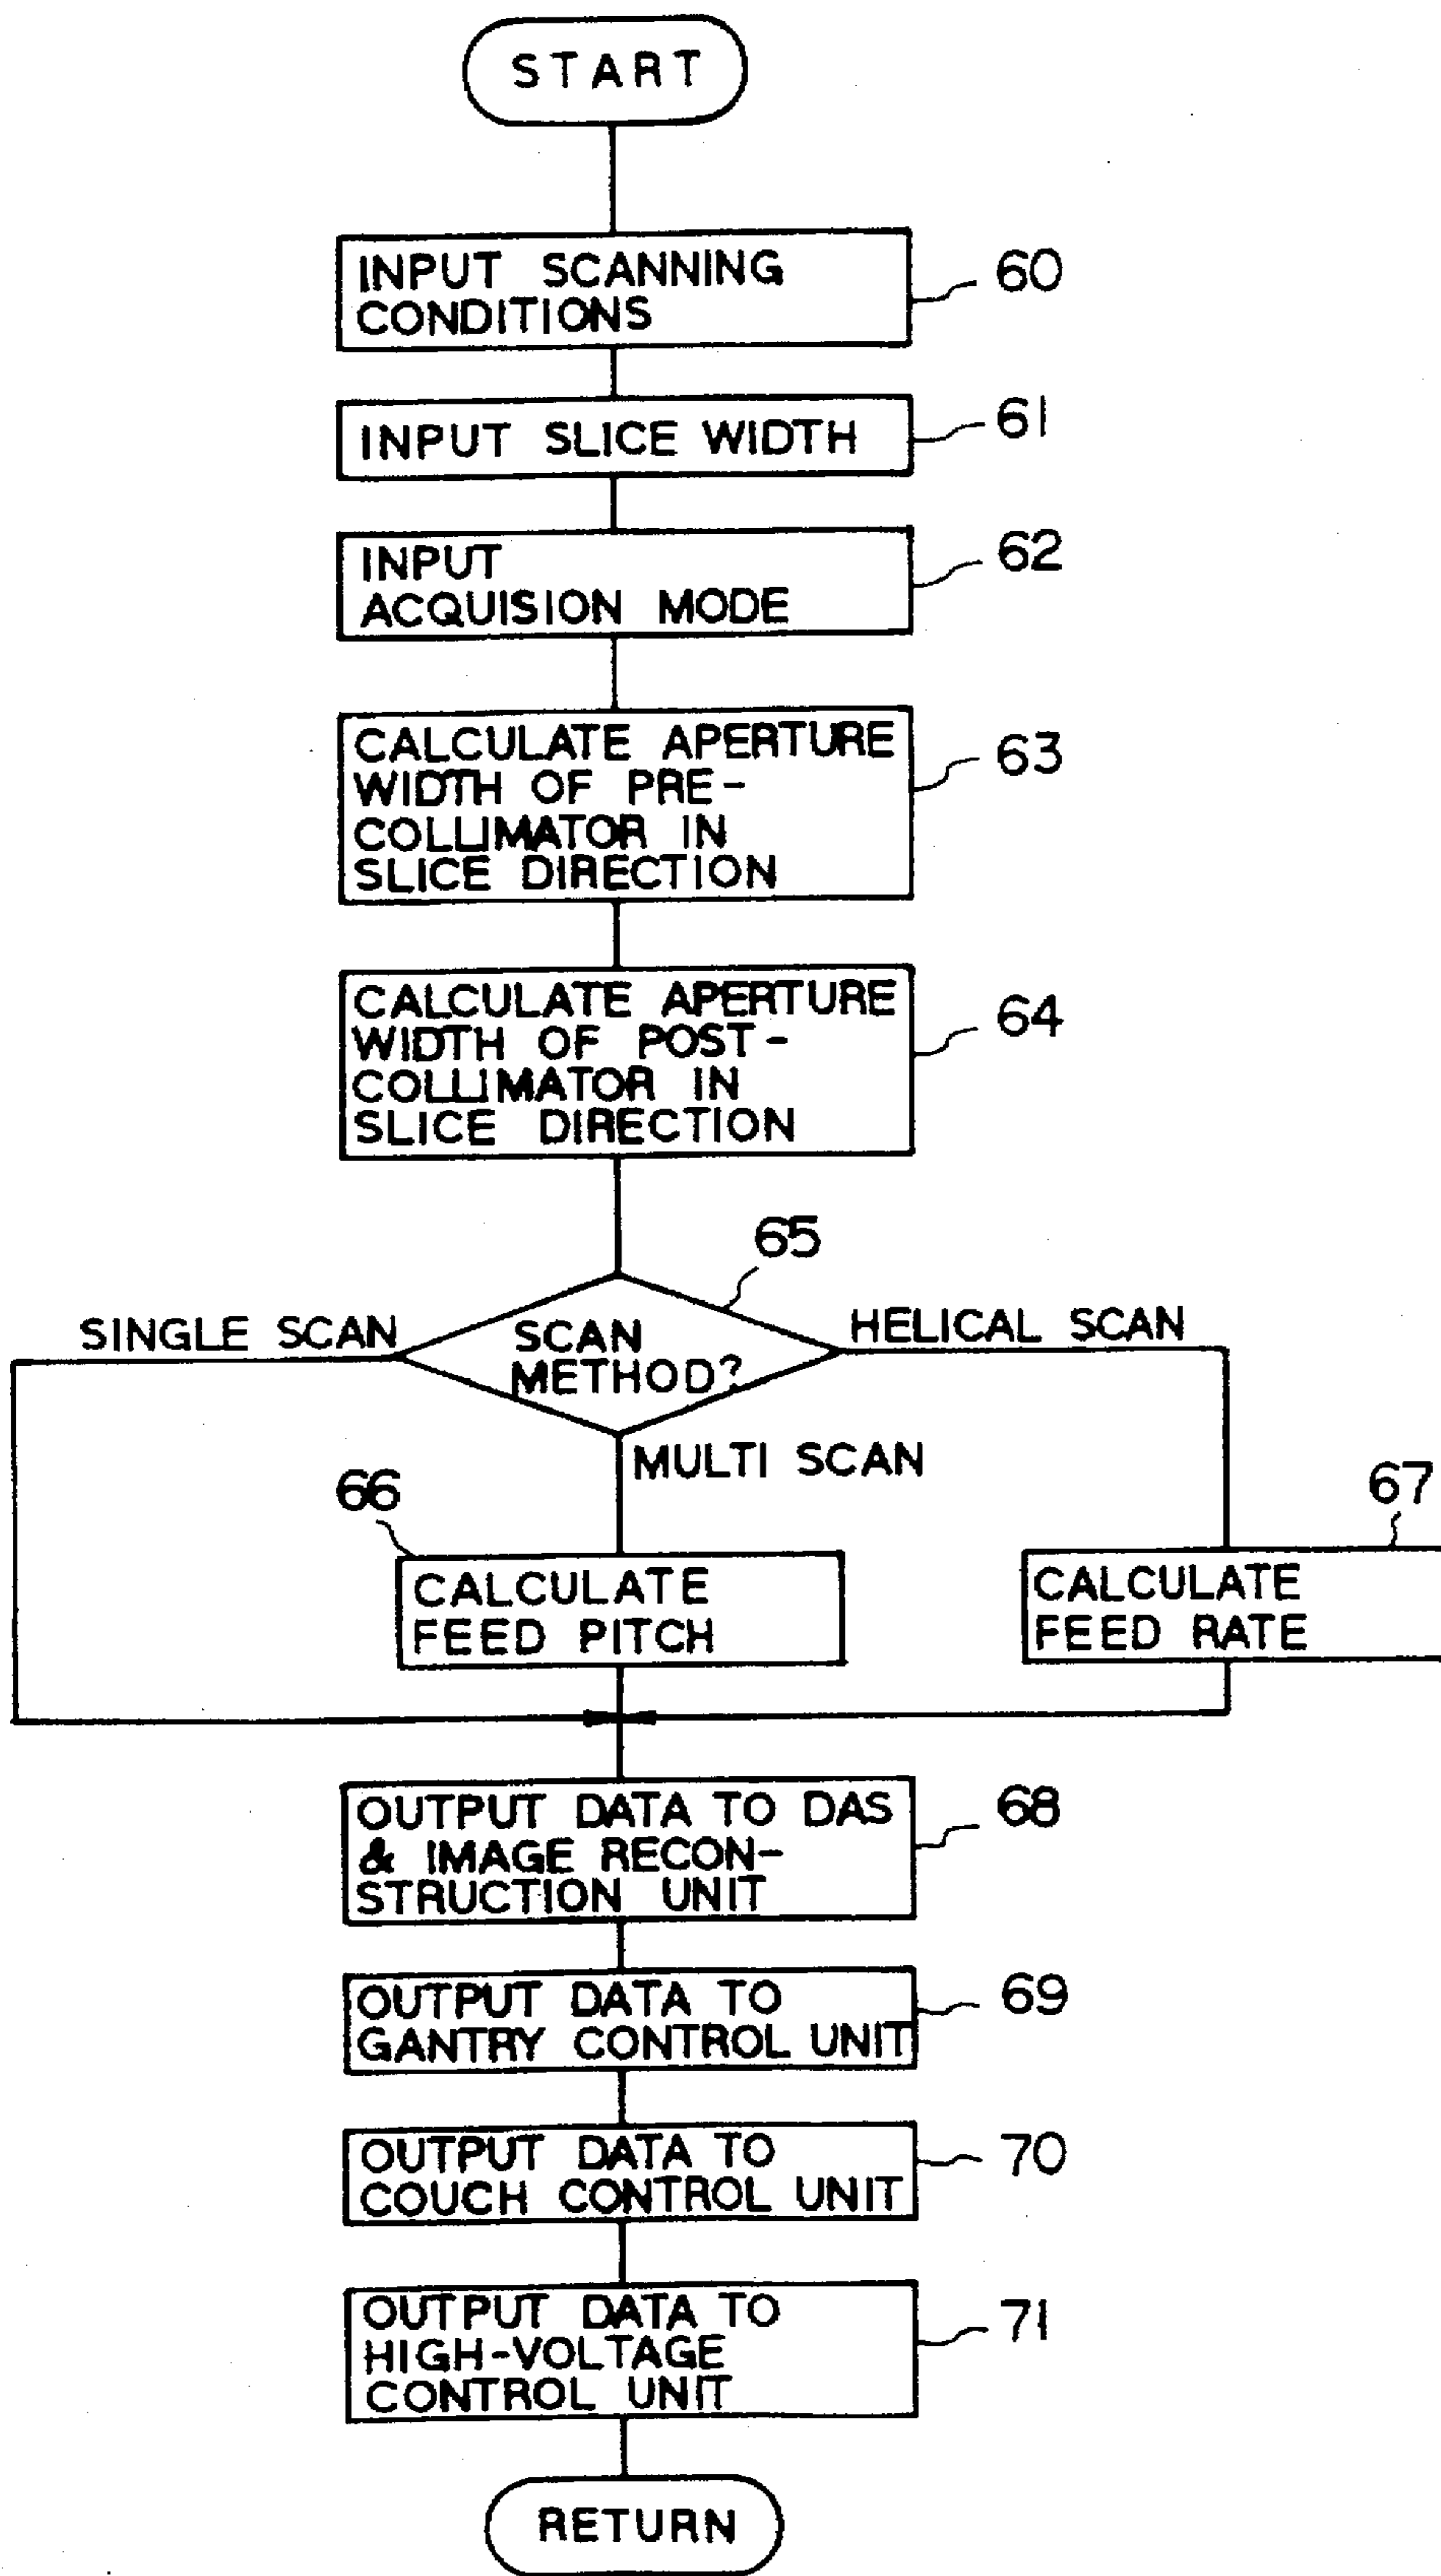 START
INPUT SCANNING
CONDITIONS
60
INPUT SLICE WIDTH
61
INPUT
ACQUISION MODE
62
CALCULATE APERTURE
WIDTH OF PRE-
COLLIMATOR IN
SLICE DIRECTION
63
CALCULATE APERTURE
WIDTH OF POST-
COLLIMATOR IN
SLICE DIRECTION
64
65
SINGLE SCAN
SCAN
METHOD?
HELICAL SCAN
MULTI SCAN
66
CALCULATE
FEED PITCH
67
CALCULATE
FEED RATE
OUTPUT DATA TO DAS
& IMAGE RECON-
STRUCTION UNIT
68
OUTPUT DATA TO
GANTRY CONTROL UNIT
69
OUTPUT DATA TO
COUCH CONTROL UNIT
70
OUTPUT DATA TO
HIGH-VOLTAGE
CONTROL UNIT
71
RETURN